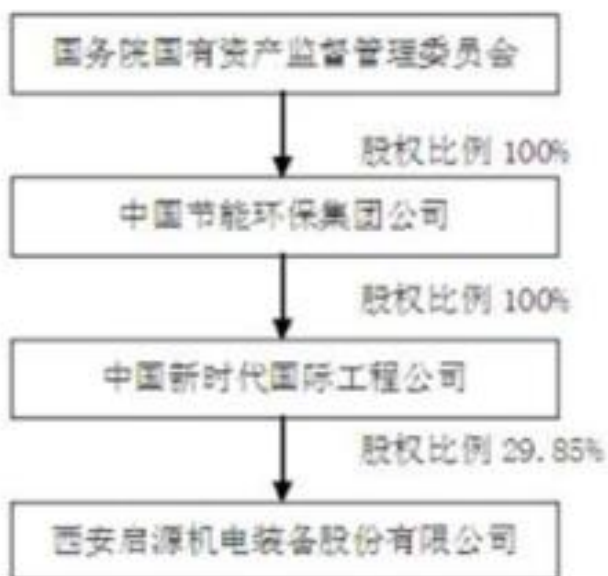 国务院国有资产监督管理委员会
股权比例 100%
中国节能环保集团公司
股权比例 100%
中国新时代国际工程公司
股权比例 29.85%
西安启源机电装备股份有限公司